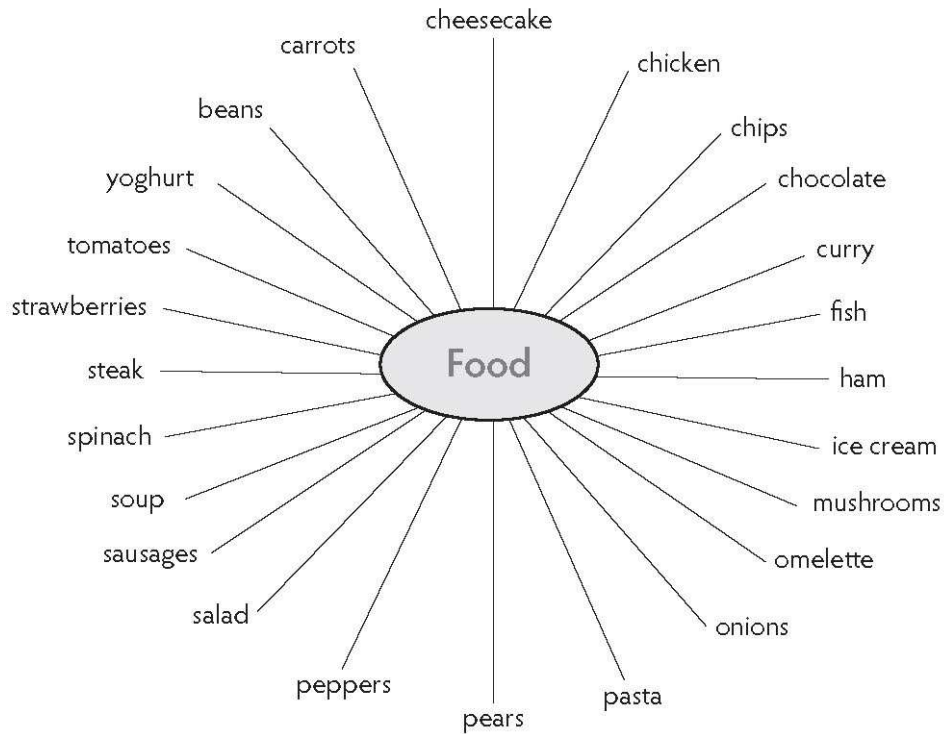 cheesecake
chicken
chips
chocolate
curry
fish
ham
ice cream
mushrooms
omelette
onions
pasta
pears
peppers
salad
sausages
soup
spinach
steak
strawberries
tomatoes
yoghurt
beans
carrots
Food